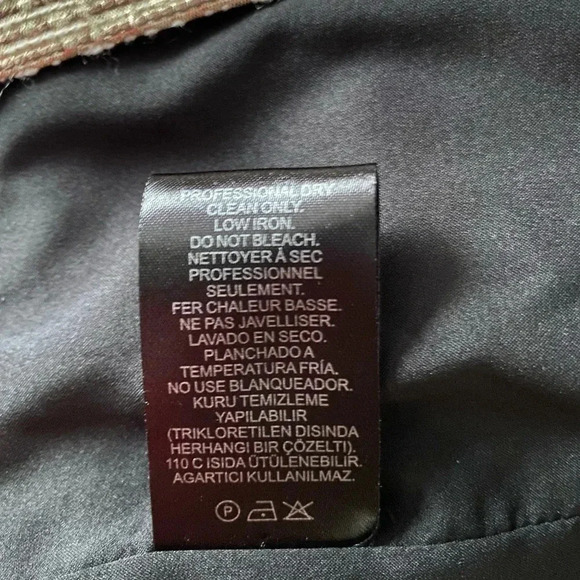 PROFESSIONAL DRY
CLEAN ONLY.
LOW IRON.
DO NOT BLEACH.
NETTOYER À SEC
PROFESSIONNEL
SEULEMENT.
FER CHALEUR BASSE.
NE PAS JAVELLISER.
LAVADO EN SECO.
PLANCHADO A
TEMPERATURA FRÍA.
NO USE BLANQUEADOR.
KURU TEMIZLEME
YAPILABILIR
(TRIKLORETILEN DISINDA
HERHANGI BIR ÇÖZELTI).
110 C ISIDA ÜTÜLENEBİLİR.
AGARTICI KULLANILMAZ.
P